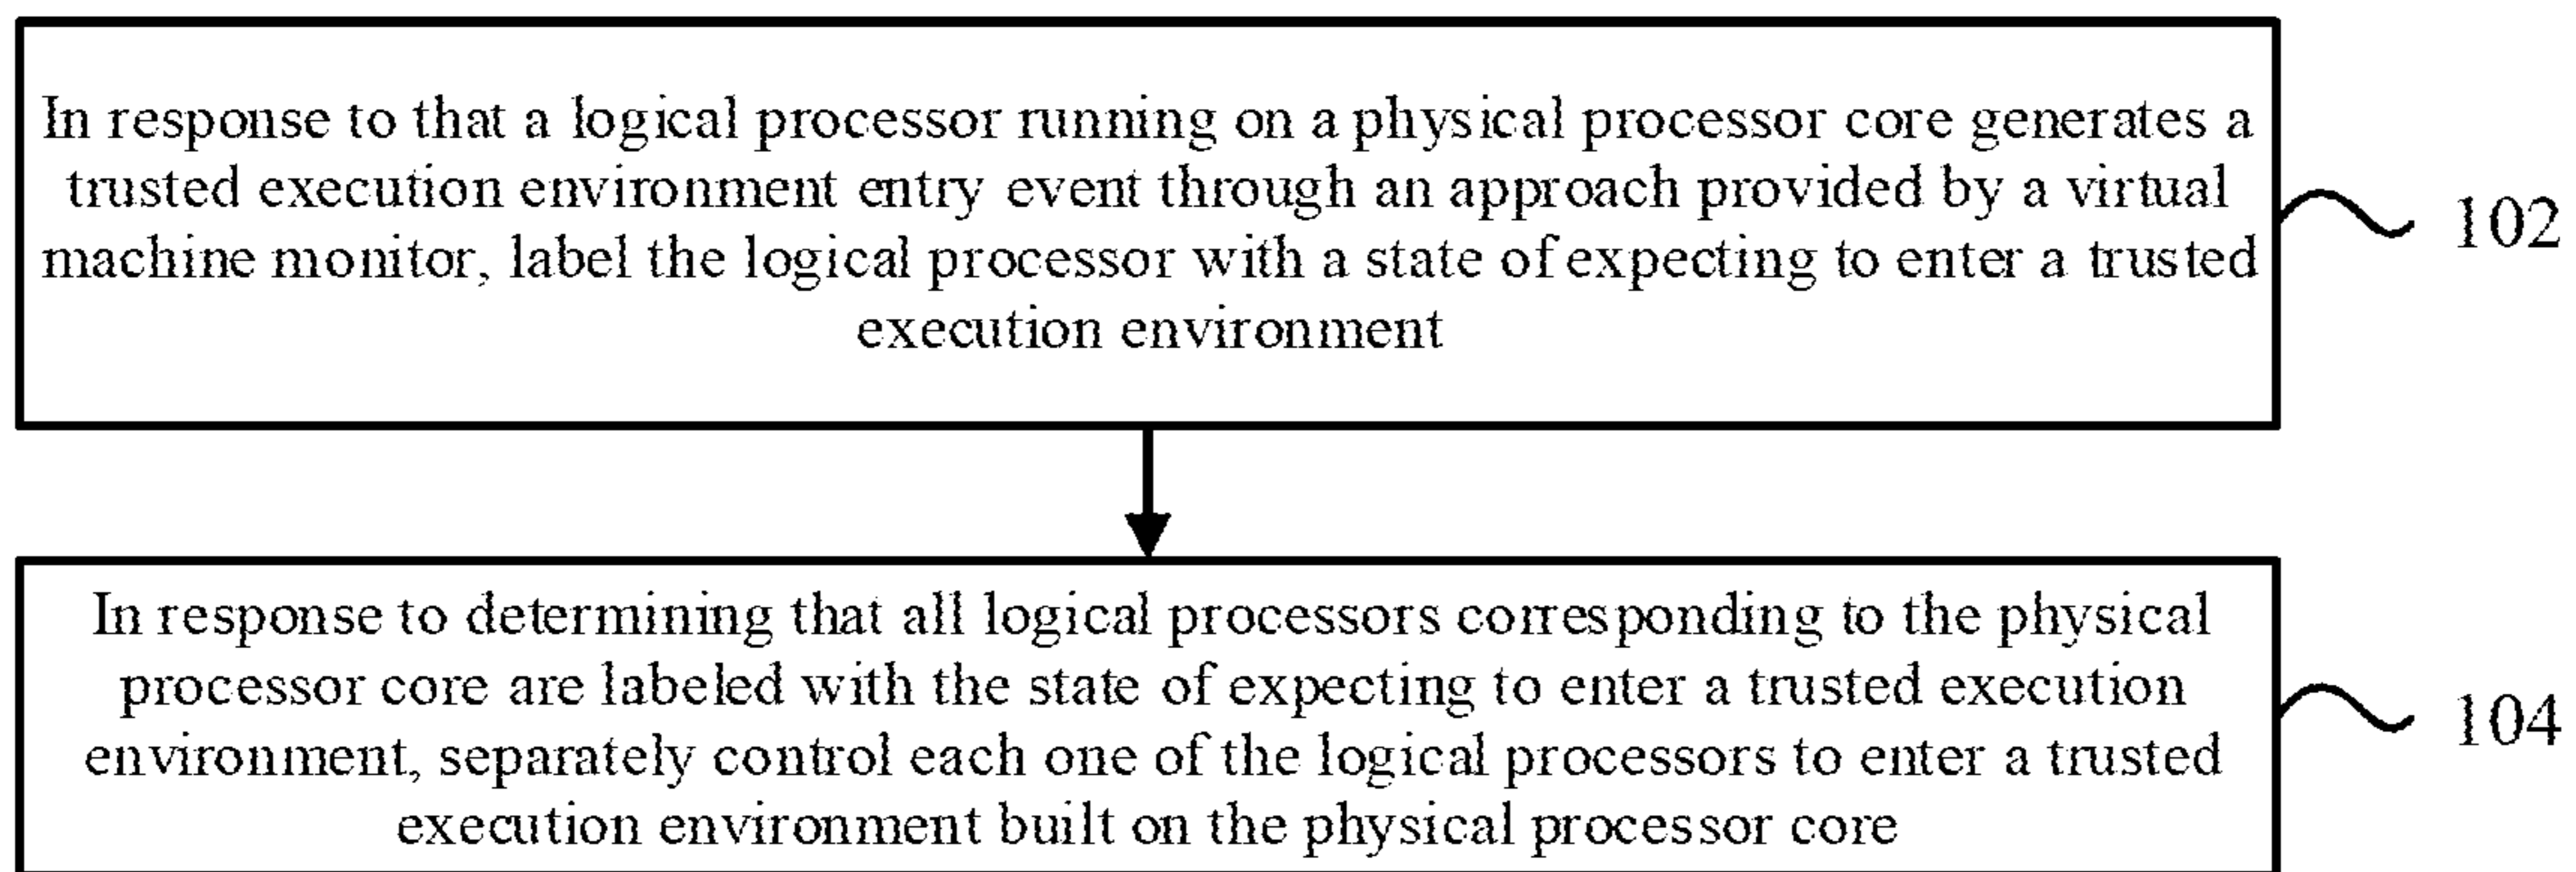 In response to that a logical processor running on a physical processor core generates a
trusted execution environment entry event through an approach provided by a virtual
machine monitor, label the logical processor with a state of expecting to enter a trusted
execution environment
102
In response to determining that all logical processors corresponding to the physical
processor core are labeled with the state of expecting to enter a trusted execution
environment, separately control each one of the logical processors to enter a trusted
execution environment built on the physical processor core
104